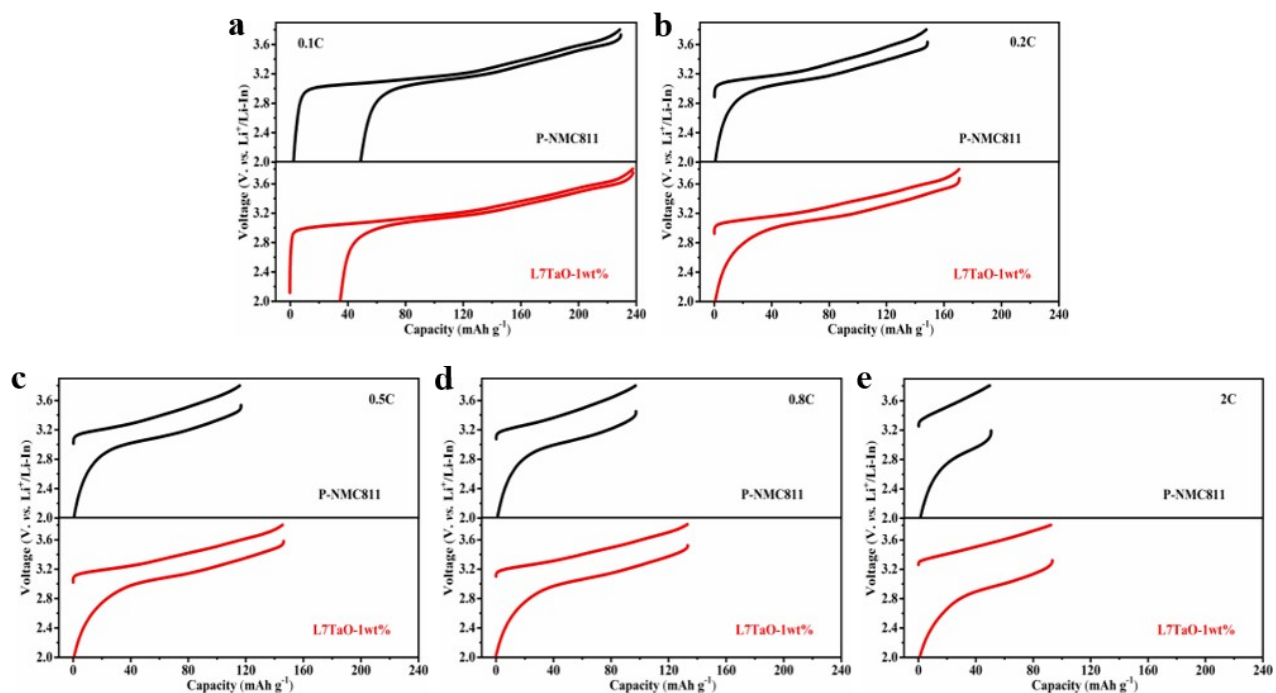 a
0.1C
3.6
3.2
2.8
2.4
2.0
P-NMC811
3.6
3.2
2.8
2.4
2.0
L7TaO-1wt%
0 40 80 120 160 200 240
Capacity (mAh g⁻¹)
Voltage (V. vs. Li⁺/Li-In)
b
0.2C
3.6
3.2
2.8
2.4
2.0
P-NMC811
3.6
3.2
2.8
2.4
2.0
L7TaO-1wt%
0 40 80 120 160 200 240
Capacity (mAh g⁻¹)
Voltage (V. vs. Li⁺/Li-In)
c
0.5C
3.6
3.2
2.8
2.4
2.0
P-NMC811
3.6
3.2
2.8
2.4
2.0
L7TaO-1wt%
0 40 80 120 160 200 240
Capacity (mAh g⁻¹)
Voltage (V. vs. Li⁺/Li-In)
d
0.8C
3.6
3.2
2.8
2.4
2.0
P-NMC811
3.6
3.2
2.8
2.4
2.0
L7TaO-1wt%
0 40 80 120 160 200 240
Capacity (mAh g⁻¹)
Voltage (V. vs. Li⁺/Li-In)
e
2C
3.6
3.2
2.8
2.4
2.0
P-NMC811
3.6
3.2
2.8
2.4
2.0
L7TaO-1wt%
0 40 80 120 160 200 240
Capacity (mAh g⁻¹)
Voltage (V. vs. Li⁺/Li-In)